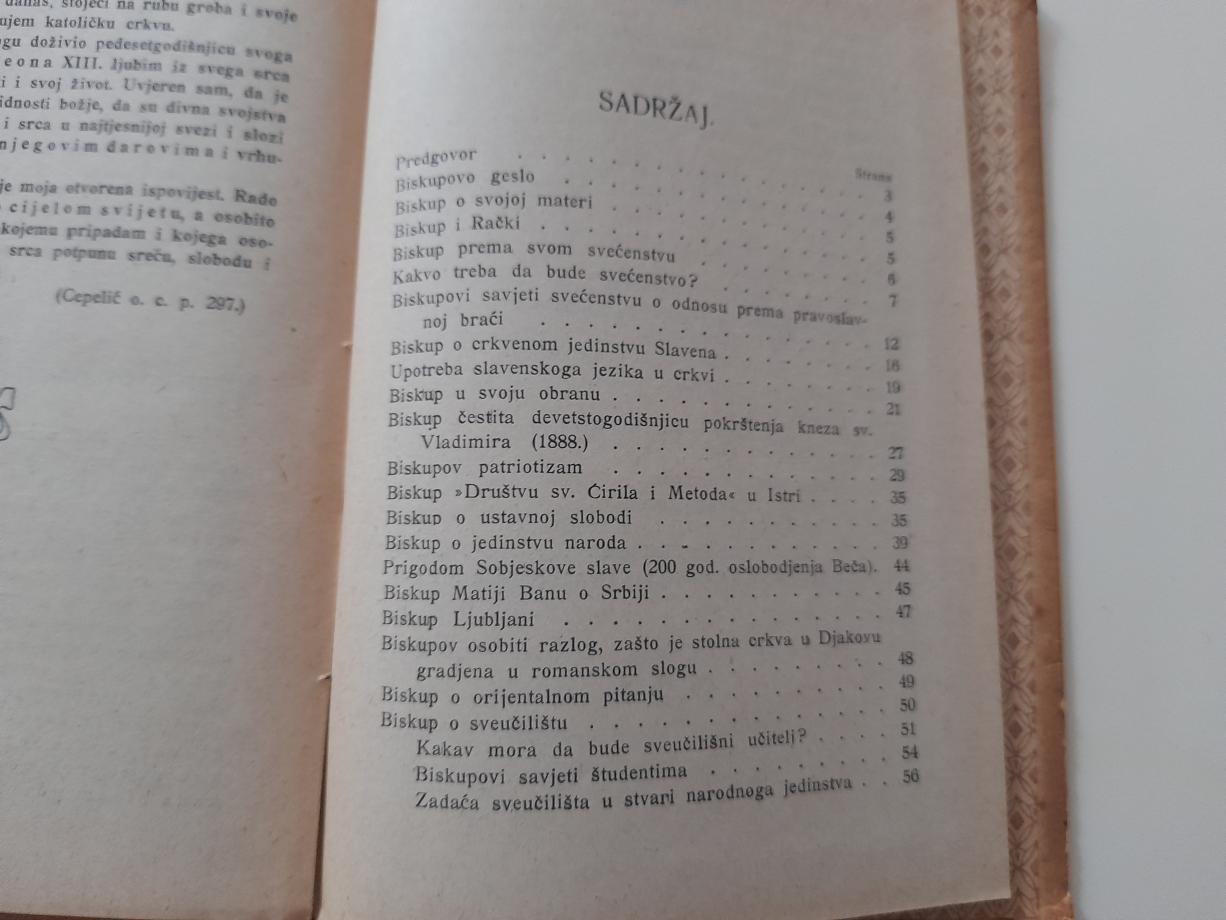 danas, stojeći na rubu groba i svoje
ujem katoličku crkvu.
ogu doživio pedesetgodišnjicu svoga
eona XIII. ljubim iz svega srca
i i svoj život. Uvjeren sam, da je
idnosti božje, da su divna svojstva
i srca u najtjesnijoj svezi i slozi
njegovim darovima i vrhu-
je moja otvorena ispovijest. Rado
cijelom svijetu, a osobito
kojemu pripadam i kojega oso-
srca potpunu sreću, slobodu i
(Cepelić o. c. p. 297.)
SADRŽAJ.
Strana
Predgovor . . . . . . . . . . . . 3
Biskupovo geslo . . . . . . . . . . . 4
Biskup o svojoj materi . . . . . . . . . . 5
Biskup i Rački . . . . . . . . . . . . 5
Biskup prema svom svećenstvu . . . . . . . 6
Kakvo treba da bude svećenstvo? . . . . . . . 7
Biskupovi savjeti svećenstvu o odnosu prema pravoslav-
noj braći . . . . . . . . . . . . 12
Biskup o crkvenom jedinstvu Slavena . . . . . . 16
Upotreba slavenskoga jezika u crkvi . . . . . . 19
Biskup u svoju obranu . . . . . . . . . . 21
Biskup čestita devetstogodišnjicu pokrštenja kneza sv.
Vladimira (1888.) . . . . . . . . . . 27
Biskupov patriotizam . . . . . . . . . . 29
Biskup »Društvu sv. Ćirila i Metoda« u Istri . . . . 35
Biskup o ustavnoj slobodi . . . . . . . . . 35
Biskup o jedinstvu naroda . . . . . . . . . 39
Prigodom Sobjeskove slave (200 god. oslobodjenja Beča). 44
Biskup Matiji Banu o Srbiji . . . . . . . . . 45
Biskup Ljubljani . . . . . . . . . . . 47
Biskupov osobiti razlog, zašto je stolna crkva u Djakovu
gradjena u romanskom slogu . . . . . . . 48
Biskup o orijentalnom pitanju . . . . . . . . 49
Biskup o sveučilištu . . . . . . . . . . . 50
Kakav mora da bude sveučilišni učitelj? . . . . 51
Biskupovi savjeti študentima . . . . . . . 54
Zadaća sveučilišta u stvari narodnoga jedinstva . . 56